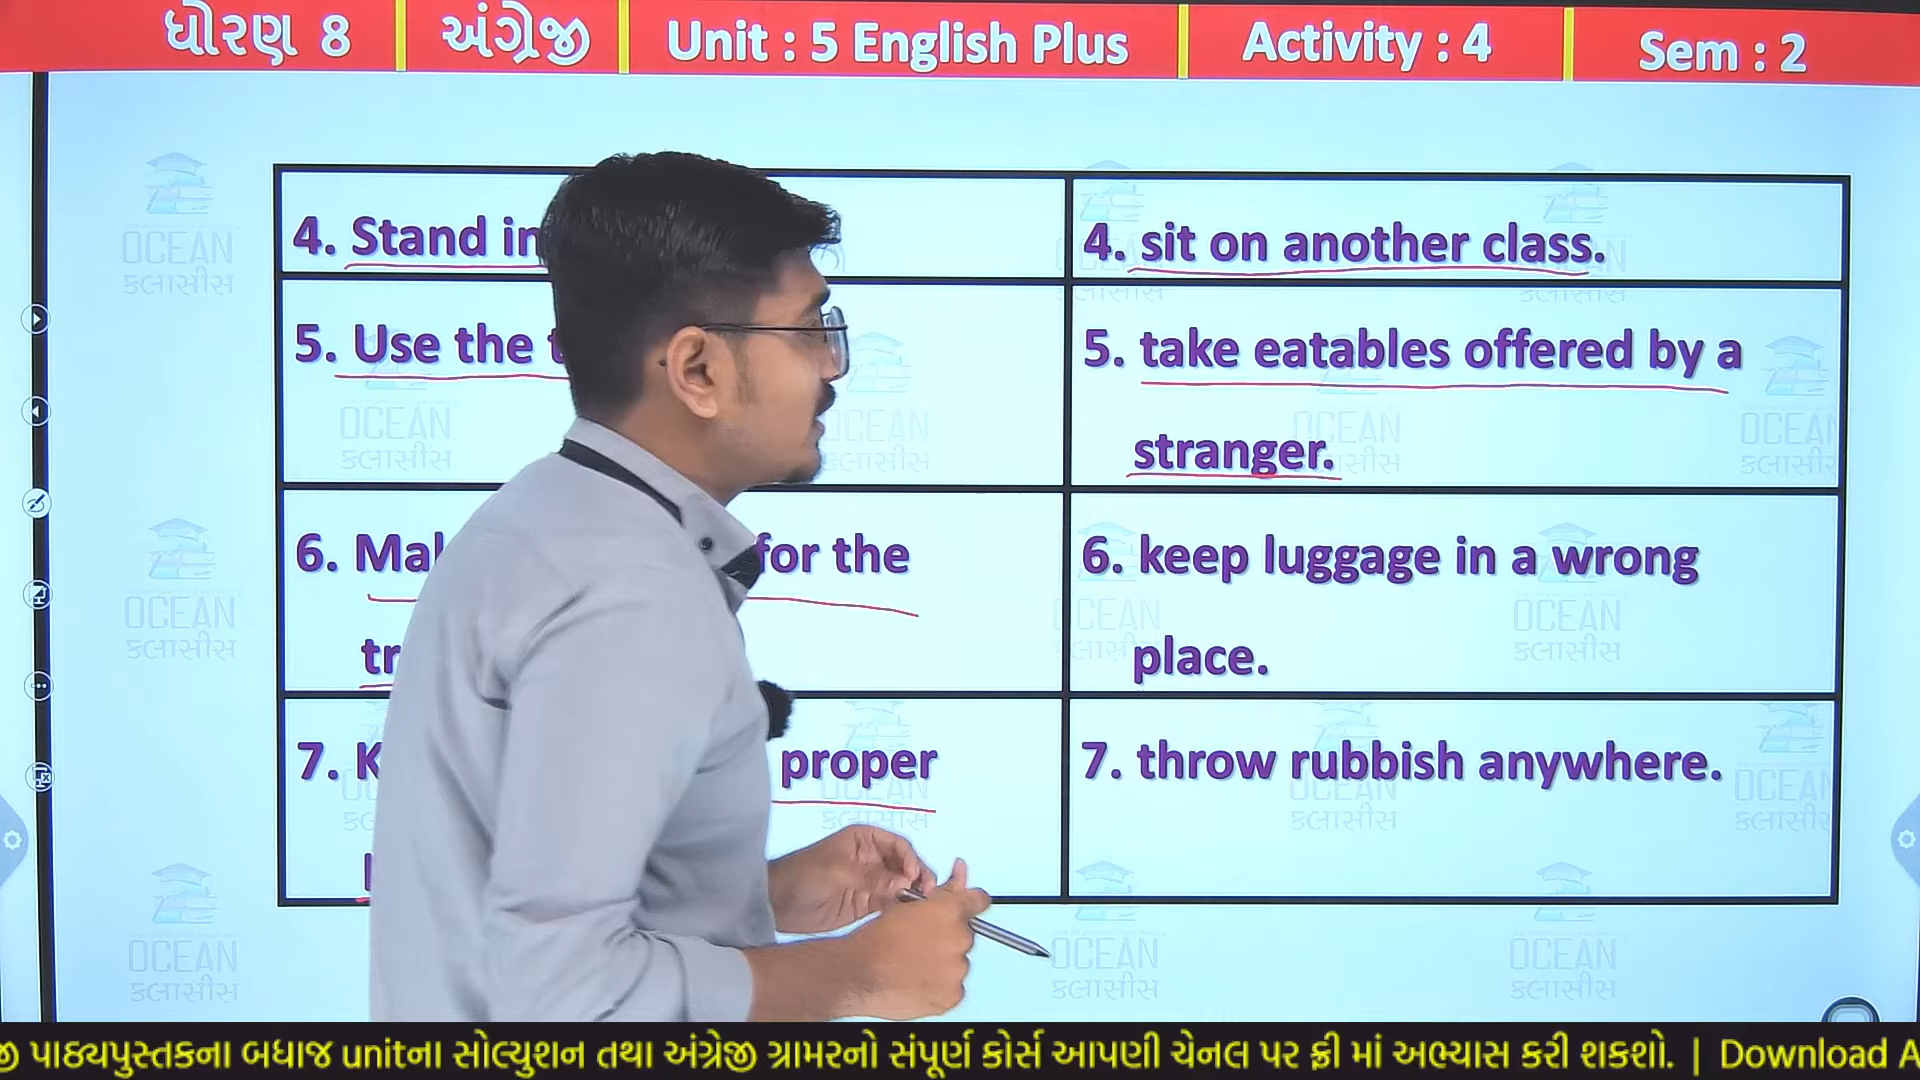 ધોરણ 8 અંગ્રેજી Unit : 5 English Plus Activity : 4 Sem : 2
4. Stand in
4. sit on another class.
5. Use the
5. take eatables offered by a
stranger.
6. for the
6. keep luggage in a wrong
place.
7. proper
7. throw rubbish anywhere.
OCEAN
ક્લાસીસ
પાઠ્યપુસ્તકના બધાજ unitના સોલ્યુશન તથા અંગ્રેજી ગ્રામરનો સંપૂર્ણ કોર્સ આપણી ચેનલ પર ફ્રી માં અભ્યાસ કરી શકશો. | Download